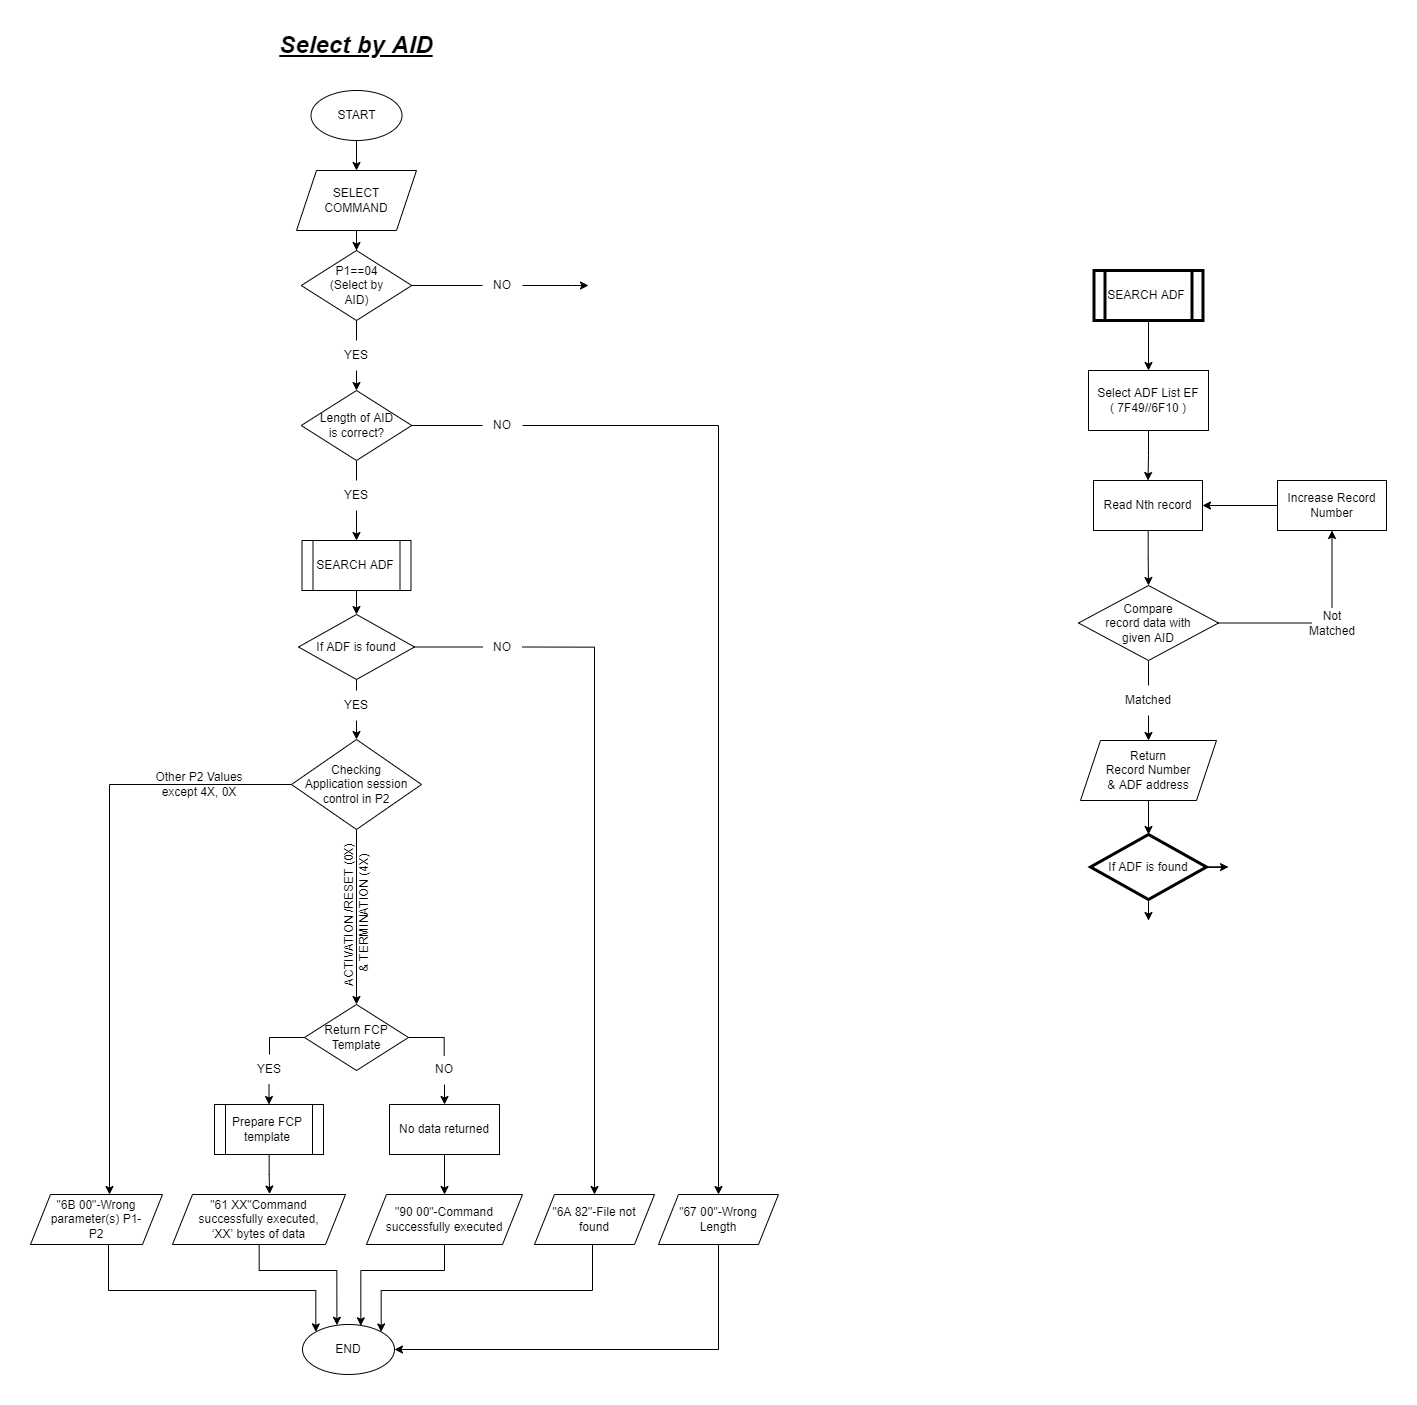 Select by AID
START
SELECT
COMMAND
P1==04
(Select by
AID)
NO
YES
Length of AID
is correct?
NO
YES
SEARCH ADF
If ADF is found
NO
YES
Checking
Application session
control in P2
Other P2 Values
except 4X, 0X
ACTIVATION /RESET (0X)
& TERMINATION (4X)
Return FCP
Template
YES
NO
Prepare FCP
template
No data returned
"6B 00"-Wrong
parameter(s) P1-
P2
"61 XX"Command
successfully executed,
‘XX’ bytes of data
"90 00"-Command
successfully executed
"6A 82"-File not
found
"67 00"-Wrong
Length
END
SEARCH ADF
Select ADF List EF
( 7F49//6F10 )
Read Nth record
Increase Record
Number
Compare
record data with
given AID
Not
Matched
Matched
Return
Record Number
& ADF address
If ADF is found